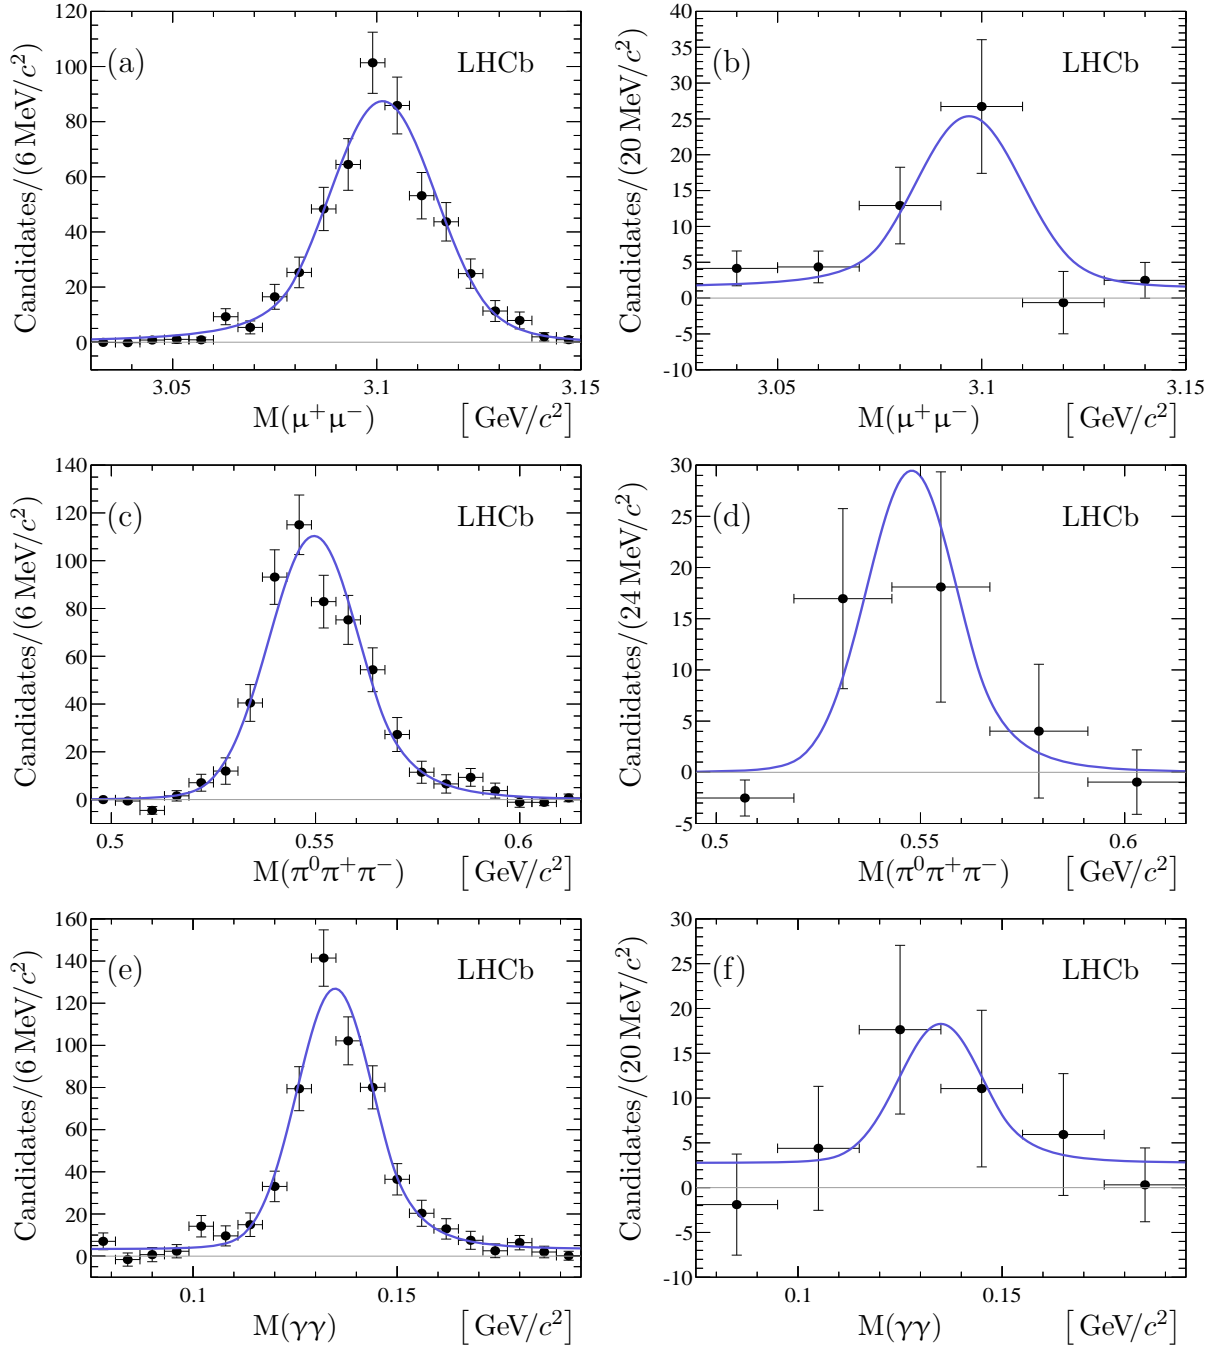 Candidates/(6 MeV/c²)
120
100
80
60
40
20
0
(a)
LHCb
3.05
3.1
3.15
M(μ⁺μ⁻)
[GeV/c²]
Candidates/(20 MeV/c²)
40
35
30
25
20
15
10
5
0
-5
-10
(b)
LHCb
3.05
3.1
3.15
M(μ⁺μ⁻)
[GeV/c²]
Candidates/(6 MeV/c²)
140
120
100
80
60
40
20
0
(c)
LHCb
0.5
0.55
0.6
M(π⁰π⁺π⁻)
[GeV/c²]
Candidates/(24 MeV/c²)
30
25
20
15
10
5
0
-5
(d)
LHCb
0.5
0.55
0.6
M(π⁰π⁺π⁻)
[GeV/c²]
Candidates/(6 MeV/c²)
160
140
120
100
80
60
40
20
0
(e)
LHCb
0.1
0.15
M(γγ)
[GeV/c²]
Candidates/(20 MeV/c²)
30
25
20
15
10
5
0
-5
-10
(f)
LHCb
0.1
0.15
M(γγ)
[GeV/c²]